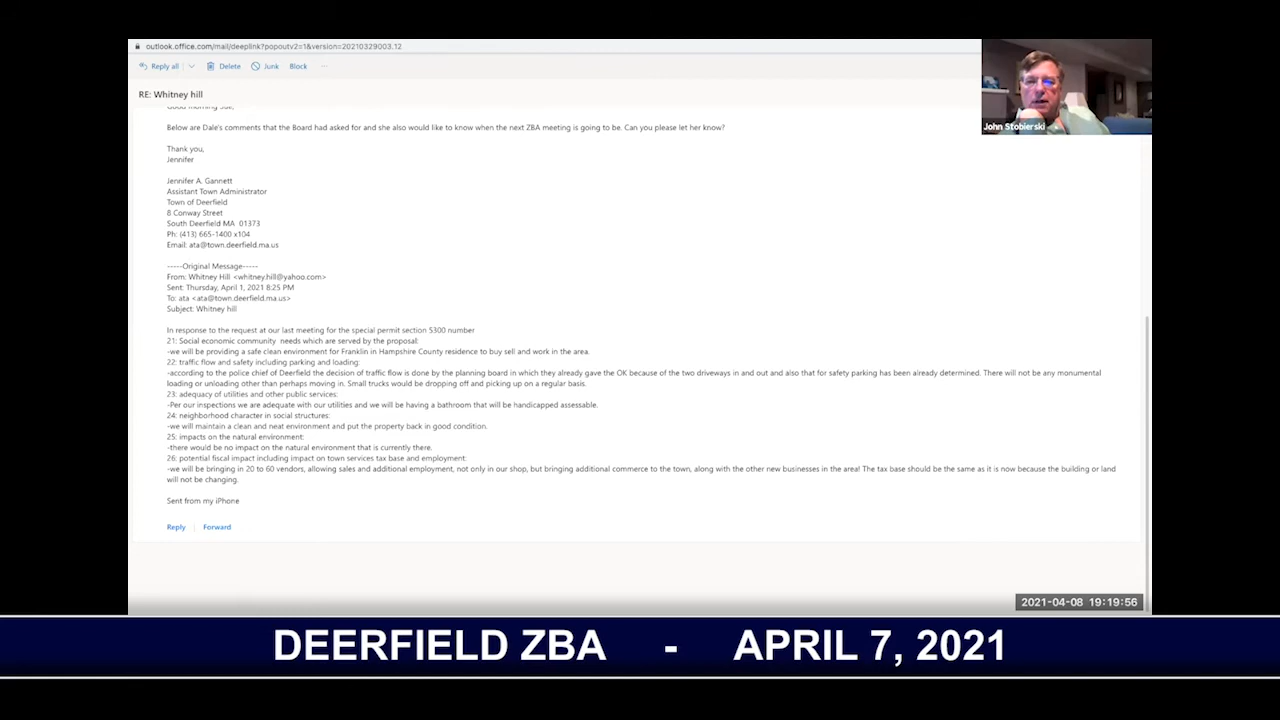 outlook.office.com/mail/deeplink?popoutv2=1&version=20210329003.12
Reply all
Delete
Junk
Block
RE: Whitney hill
John Stobierski
Good morning Sue,
Below are Dale's comments that the Board had asked for and she also would like to know when the next ZBA meeting is going to be. Can you please let her know?
Thank you,
Jennifer
Jennifer A. Gannett
Assistant Town Administrator
Town of Deerfield
8 Conway Street
South Deerfield MA 01373
Ph: (413) 665-1400 x104
Email: ata@town.deerfield.ma.us
-----Original Message-----
From: Whitney Hill <whitney.hill@yahoo.com>
Sent: Thursday, April 1, 2021 8:25 PM
To: ata <ata@town.deerfield.ma.us>
Subject: Whitney hill
In response to the request at our last meeting for the special permit section 5300 number
21: Social economic community needs which are served by the proposal:
-we will be providing a safe clean environment for Franklin in Hampshire County residence to buy sell and work in the area.
22: traffic flow and safety including parking and loading:
-according to the police chief of Deerfield the decision of traffic flow is done by the planning board in which they already gave the OK because of the two driveways in and out and also that for safety parking has been already determined. There will not be any monumental
loading or unloading other than perhaps moving in. Small trucks would be dropping off and picking up on a regular basis.
23: adequacy of utilities and other public services:
-Per our inspections we are adequate with our utilities and we will be having a bathroom that will be handicapped assessable.
24: neighborhood character in social structures:
-we will maintain a clean and neat environment and put the property back in good condition.
25: impacts on the natural environment:
-there would be no impact on the natural environment that is currently there.
26: potential fiscal impact including impact on town services tax base and employment:
-we will be bringing in 20 to 60 vendors, allowing sales and additional employment, not only in our shop, but bringing additional commerce to the town, along with the other new businesses in the area! The tax base should be the same as it is now because the building or land
will not be changing.
Sent from my iPhone
Reply
Forward
2021-04-08 19:19:56
DEERFIELD ZBA - APRIL 7, 2021